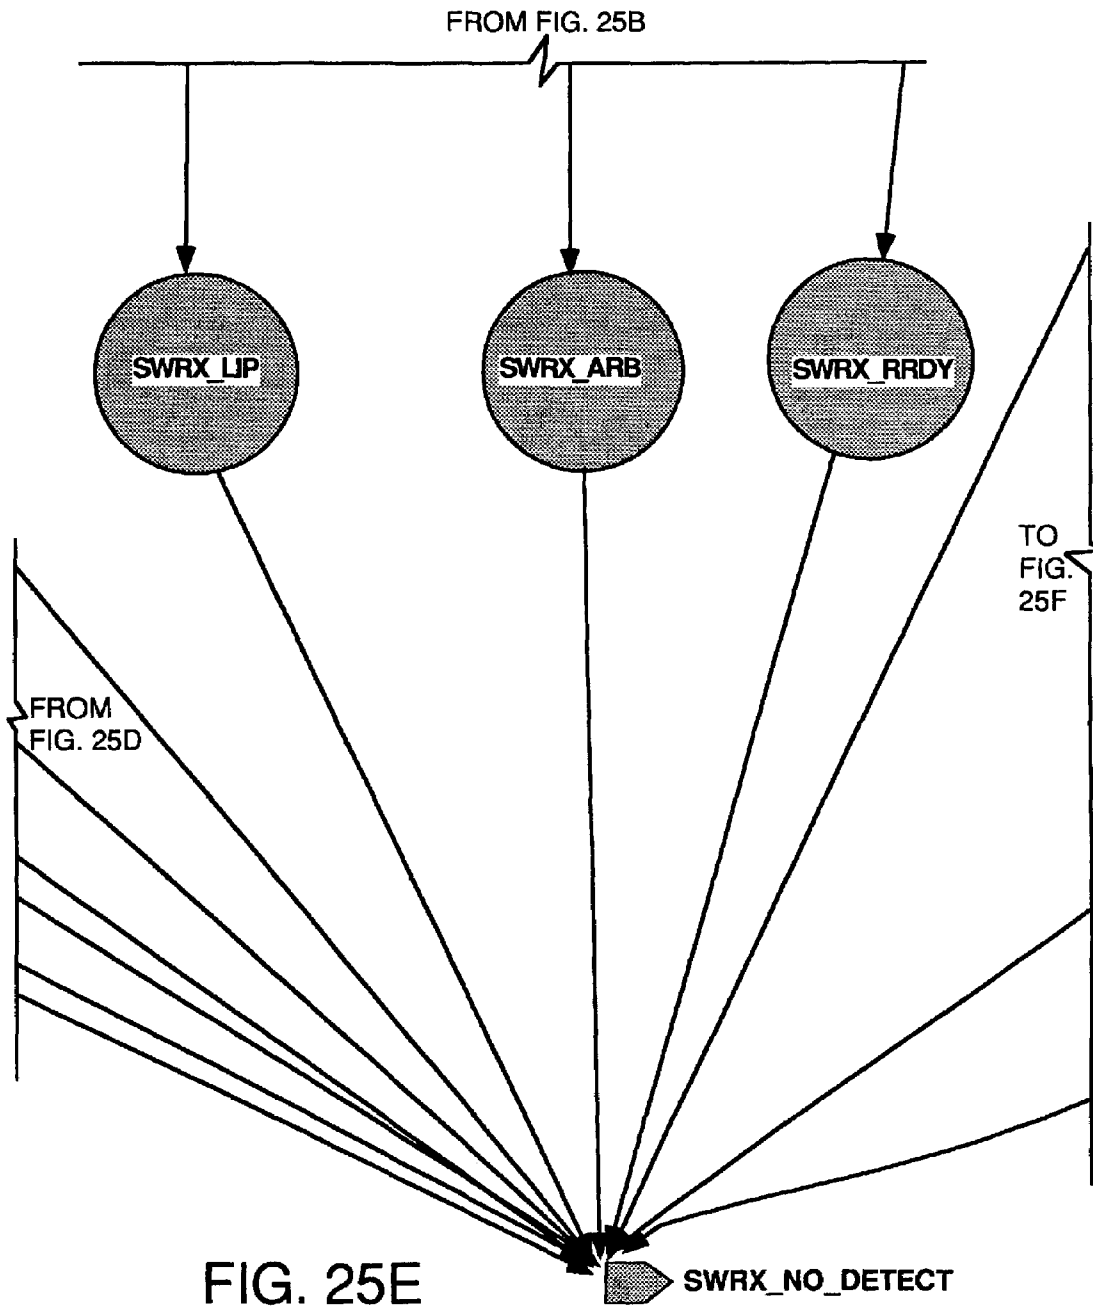 FROM FIG. 25B
SWRX_LIP
SWRX_ARB
SWRX_RRDY
TO
FIG.
25F
FROM
FIG. 25D
FIG. 25E
SWRX_NO_DETECT